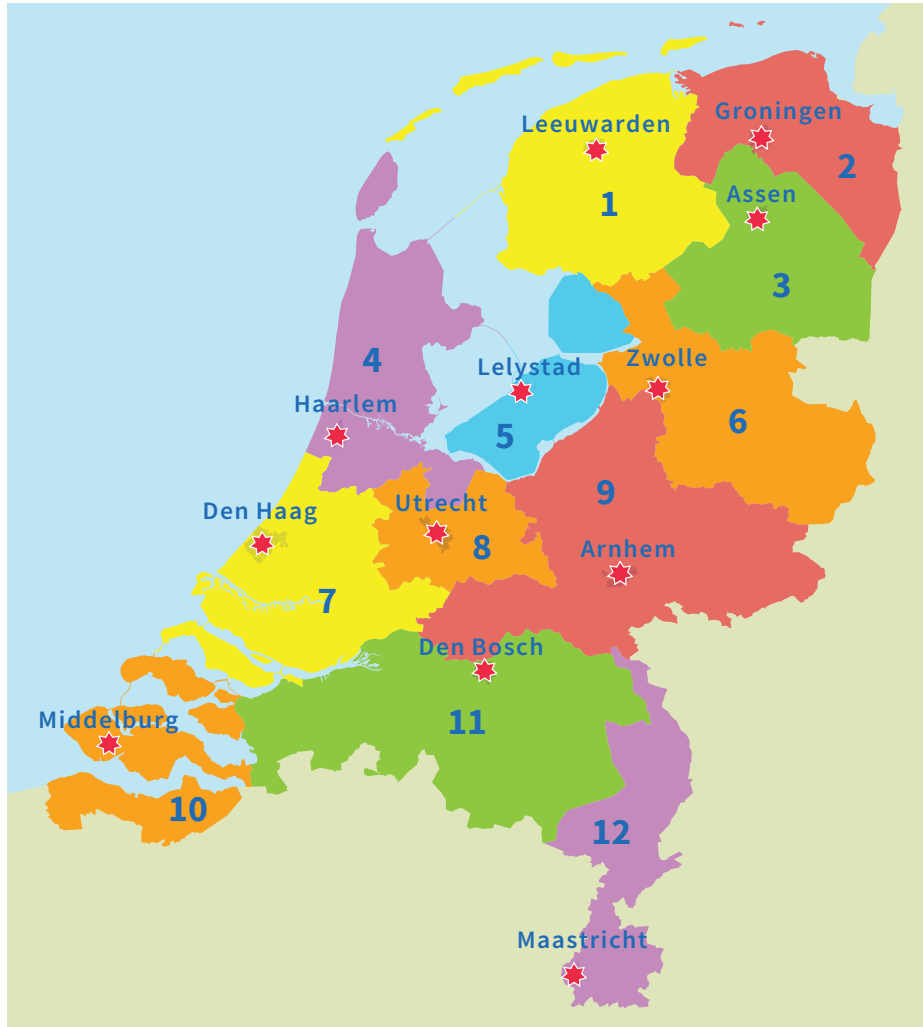 Groningen
Leeuwarden
2
Assen
1
3
4
Zwolle
Lelystad
Haarlem
6
5
9
Utrecht
Den Haag
8
Arnhem
7
Den Bosch
Middelburg
11
10
12
Maastricht